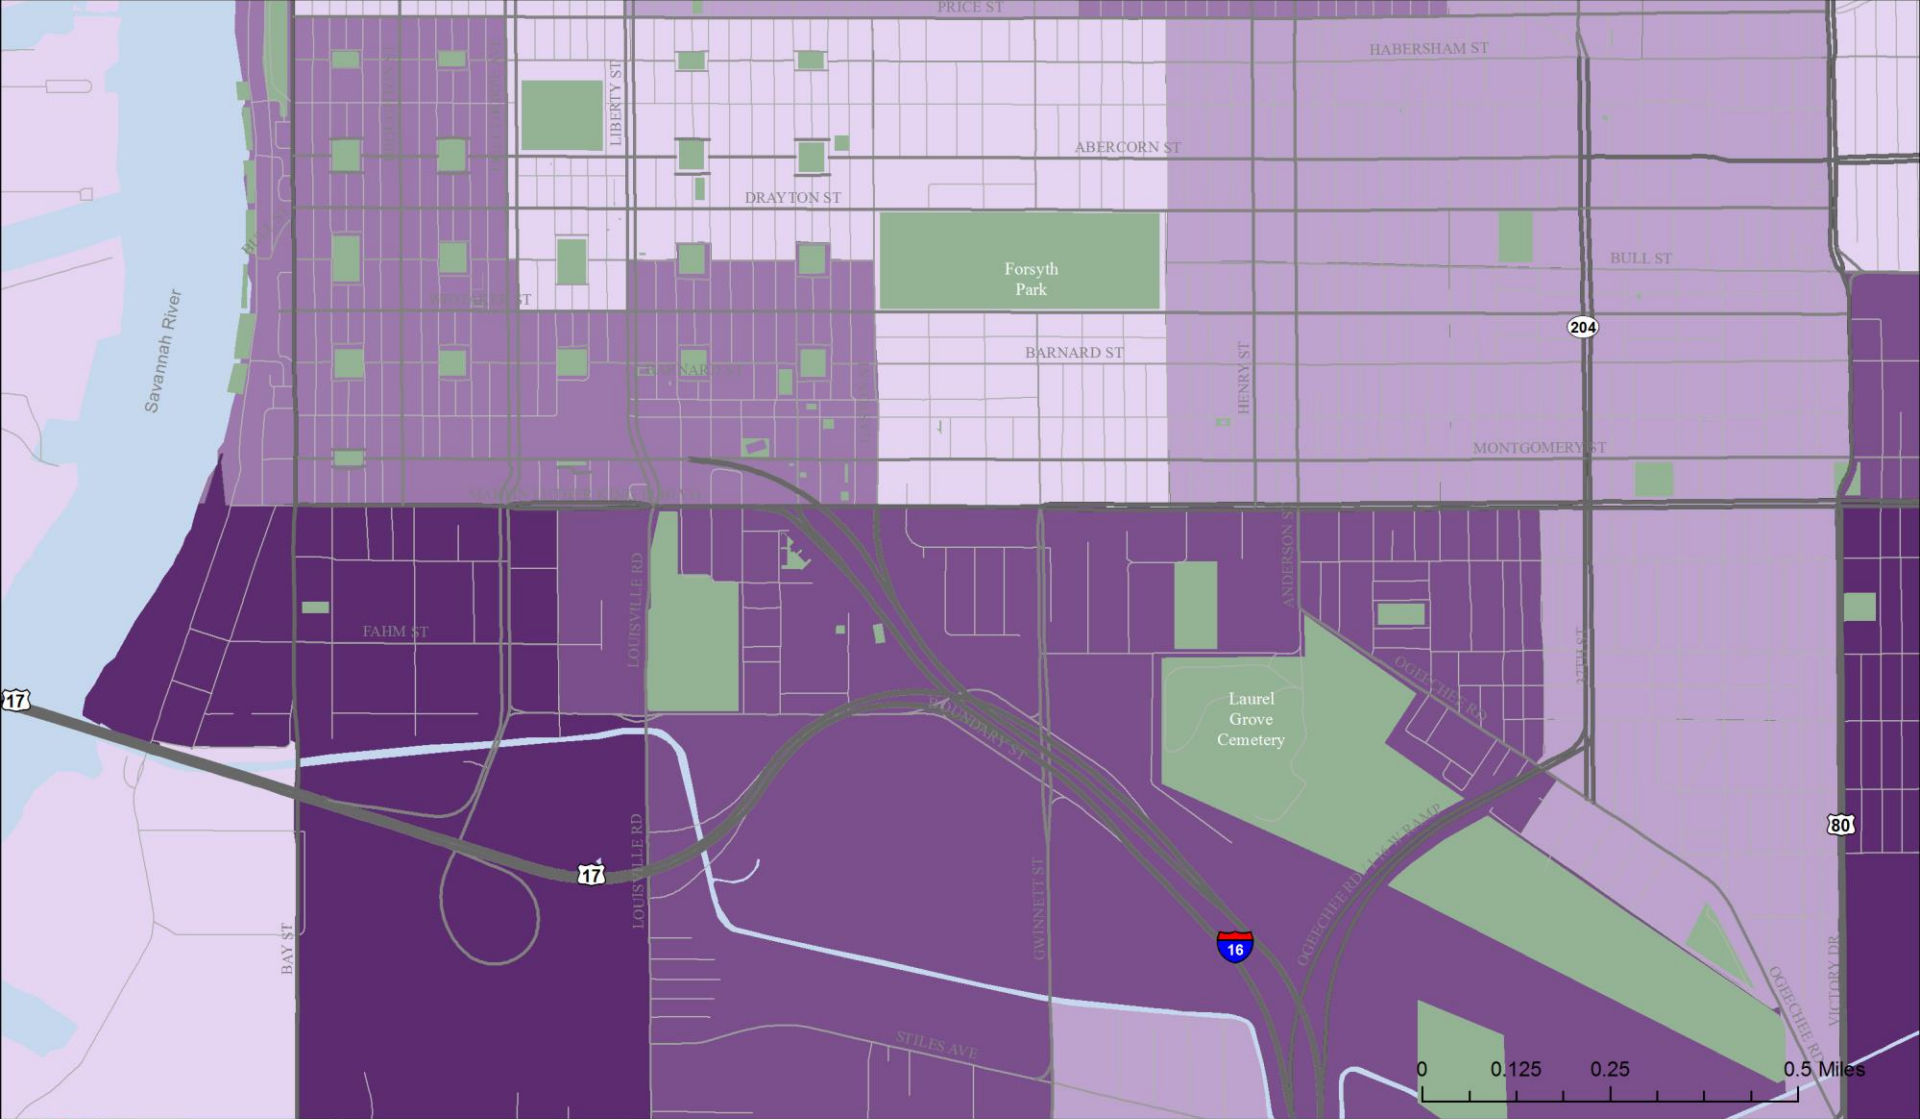 PRICE ST
HABERSHAM ST
LIBERTY ST
ABERCORN ST
DRAYTON ST
BULL ST
Forsyth
Park
Savannah River
204
BARNARD ST
HENRY ST
BARNARD ST
MONTGOMERY ST
LOUISVILLE RD
ANDERSON ST
FAHM ST
37TH ST
OGEECHEE RD
17
Laurel
Grove
Cemetery
BOUNDARY ST
80
17
LOUISVILLE RD
GWINNETT ST
BAY ST
16
VICTORY DR
OGEECHEE RD
STILES AVE
0 0.125 0.25 0.5 Miles